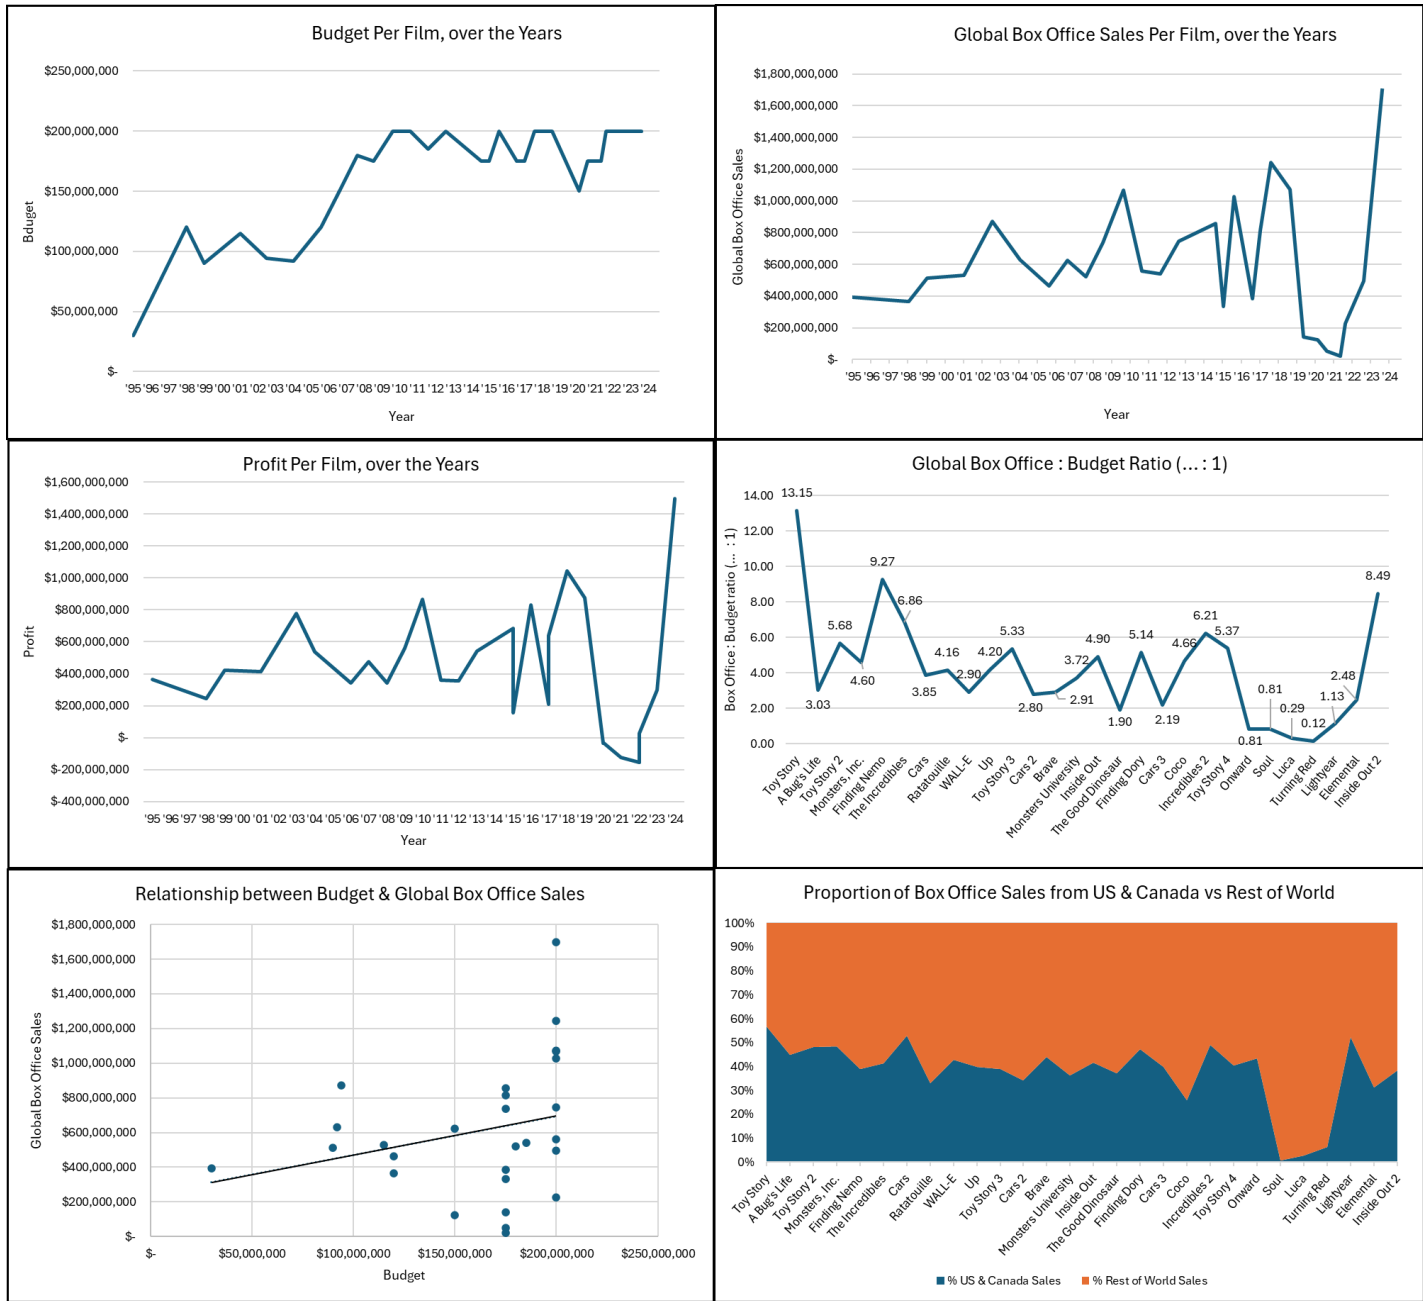 Budget Per Film, over the Years
$250,000,000
$200,000,000
$150,000,000
$100,000,000
$50,000,000
$-
Bduget
'95 '96 '97 '98 '99 '00 '01 '02 '03 '04 '05 '06 '07 '08 '09 '10 '11 '12 '13 '14 '15 '16 '17 '18 '19 '20 '21 '22 '23 '24
Year
Global Box Office Sales Per Film, over the Years
$1,800,000,000
$1,600,000,000
$1,400,000,000
$1,200,000,000
$1,000,000,000
$800,000,000
$600,000,000
$400,000,000
$200,000,000
$-
Global Box Office Sales
'95 '96 '97 '98 '99 '00 '01 '02 '03 '04 '05 '06 '07 '08 '09 '10 '11 '12 '13 '14 '15 '16 '17 '18 '19 '20 '21 '22 '23 '24
Year
Profit Per Film, over the Years
$1,600,000,000
$1,400,000,000
$1,200,000,000
$1,000,000,000
$800,000,000
$600,000,000
$400,000,000
$200,000,000
$-
$-200,000,000
$-400,000,000
Profit
'95 '96 '97 '98 '99 '00 '01 '02 '03 '04 '05 '06 '07 '08 '09 '10 '11 '12 '13 '14 '15 '16 '17 '18 '19 '20 '21 '22 '23 '24
Year
Global Box Office : Budget Ratio (... : 1)
14.00
12.00
10.00
8.00
6.00
4.00
2.00
0.00
Box Office : Budget ratio (... : 1)
13.15
3.03
5.68
4.60
9.27
6.86
3.85
4.16
2.90
4.20
5.33
2.80
2.91
3.72
4.90
1.90
5.14
2.19
4.66
6.21
5.37
0.81
0.81
0.29
0.12
1.13
2.48
8.49
Toy Story
A Bug's Life
Toy Story 2
Monsters, Inc.
Finding Nemo
The Incredibles
Cars
Ratatouille
WALL-E
Up
Toy Story 3
Cars 2
Brave
Monsters University
Inside Out
The Good Dinosaur
Finding Dory
Cars 3
Coco
Incredibles 2
Toy Story 4
Onward
Soul
Luca
Turning Red
Lightyear
Elemental
Inside Out 2
Relationship between Budget & Global Box Office Sales
$1,800,000,000
$1,600,000,000
$1,400,000,000
$1,200,000,000
$1,000,000,000
$800,000,000
$600,000,000
$400,000,000
$200,000,000
$-
Global Box Office Sales
$- $50,000,000 $100,000,000 $150,000,000 $200,000,000 $250,000,000
Budget
Proportion of Box Office Sales from US & Canada vs Rest of World
100%
90%
80%
70%
60%
50%
40%
30%
20%
10%
0%
Toy Story
A Bug's Life
Toy Story 2
Monsters, Inc.
Finding Nemo
The Incredibles
Cars
Ratatouille
WALL-E
Up
Toy Story 3
Cars 2
Brave
Monsters University
Inside Out
The Good Dinosaur
Finding Dory
Cars 3
Coco
Incredibles 2
Toy Story 4
Onward
Soul
Luca
Turning Red
Lightyear
Elemental
Inside Out 2
% US & Canada Sales % Rest of World Sales